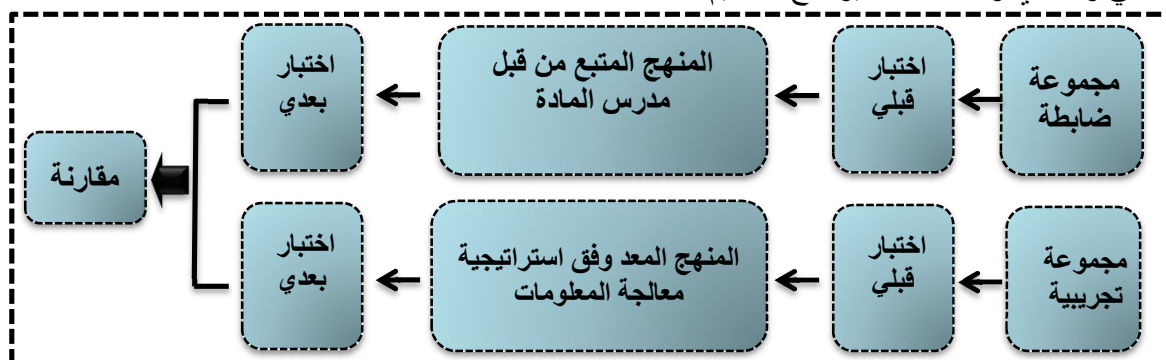 مجموعة
ضابطة
اختبار
قبلي
المنهج المتبع من قبل
مدرس المادة
اختبار
بعدي
مقارنة
مجموعة
تجريبية
اختبار
قبلي
المنهج المعد وفق استراتيجية
معالجة المعلومات
اختبار
بعدي